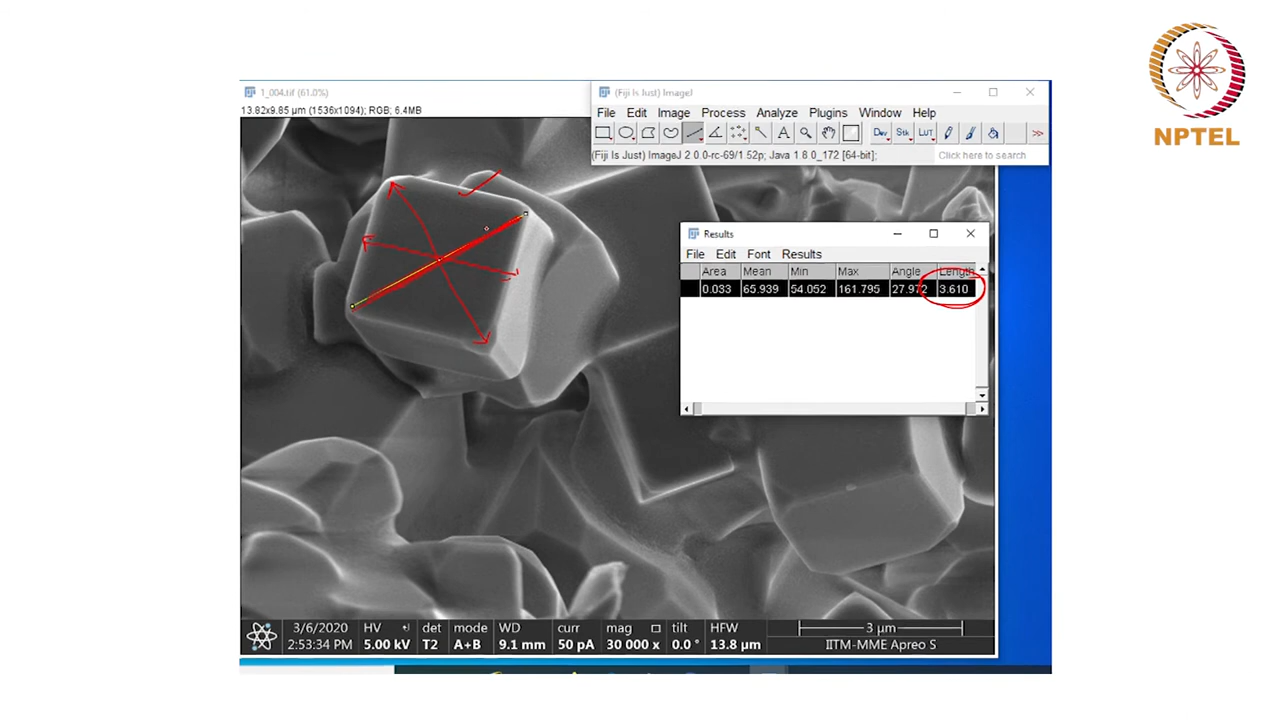 NPTEL
1_004.tif (61.0%)
13.82x9.85 µm (1536x1094); RGB; 6.4MB
(Fiji Is Just) ImageJ
File Edit Image Process Analyze Plugins Window Help
A Dev Stk LUT >>
(Fiji Is Just) ImageJ 2.0.0-rc-69/1.52p; Java 1.8.0_172 [64-bit];
Click here to search
Results
File Edit Font Results
Area Mean Min Max Angle Length
0.033 65.939 54.052 161.795 27.972 3.610
3/6/2020 HV det mode WD curr mag tilt HFW 3 µm
2:53:34 PM 5.00 kV T2 A+B 9.1 mm 50 pA 30 000 x 0.0 ° 13.8 µm IITM-MME Apreo S